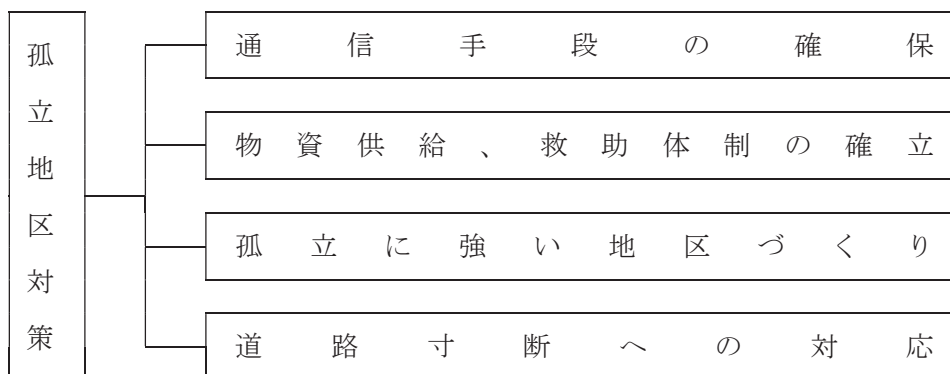 孤立地区対策
通信手段の確保
物資供給、救助体制の確立
孤立に強い地区づくり
道路寸断への対応